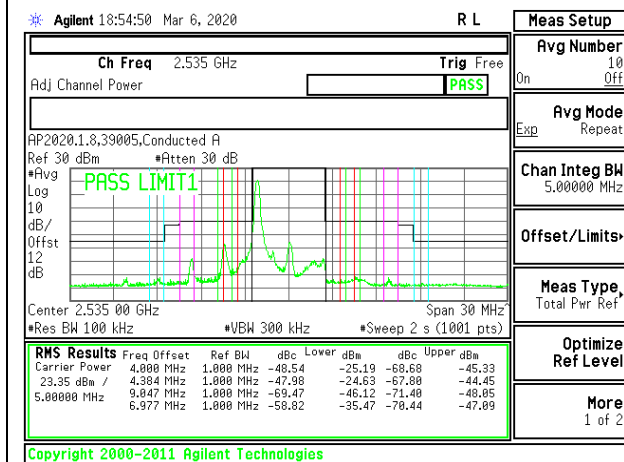 Agilent 18:54:50 Mar 6, 2020 R L
Meas Setup
Ch Freq 2.535 GHz Trig Free
Adj Channel Power PASS
AP2020.1.8,39005,Conducted A
Ref 30 dBm #Atten 30 dB
#Avg
Log
10
dB/
Offst
12
dB
PASS LIMIT1
Center 2.535 00 GHz Span 30 MHz^
#Res BW 100 kHz #VBW 300 kHz #Sweep 2 s (1001 pts)
RMS Results Freq Offset Ref BW dBc Lower dBm dBc Upper dBm
Carrier Power 4.000 MHz 1.000 MHz -48.54 -25.19 -68.68 -45.33
23.35 dBm / 4.384 MHz 1.000 MHz -47.98 -24.63 -67.80 -44.45
5.00000 MHz 9.047 MHz 1.000 MHz -69.47 -46.12 -71.40 -48.05
6.977 MHz 1.000 MHz -58.82 -35.47 -70.44 -47.09
Copyright 2000-2011 Agilent Technologies
Avg Number
10
On Off
Avg Mode
Exp Repeat
Chan Integ BW
5.00000 MHz
Offset/Limits
Meas Type
Total Pwr Ref
Optimize
Ref Level
More
1 of 2